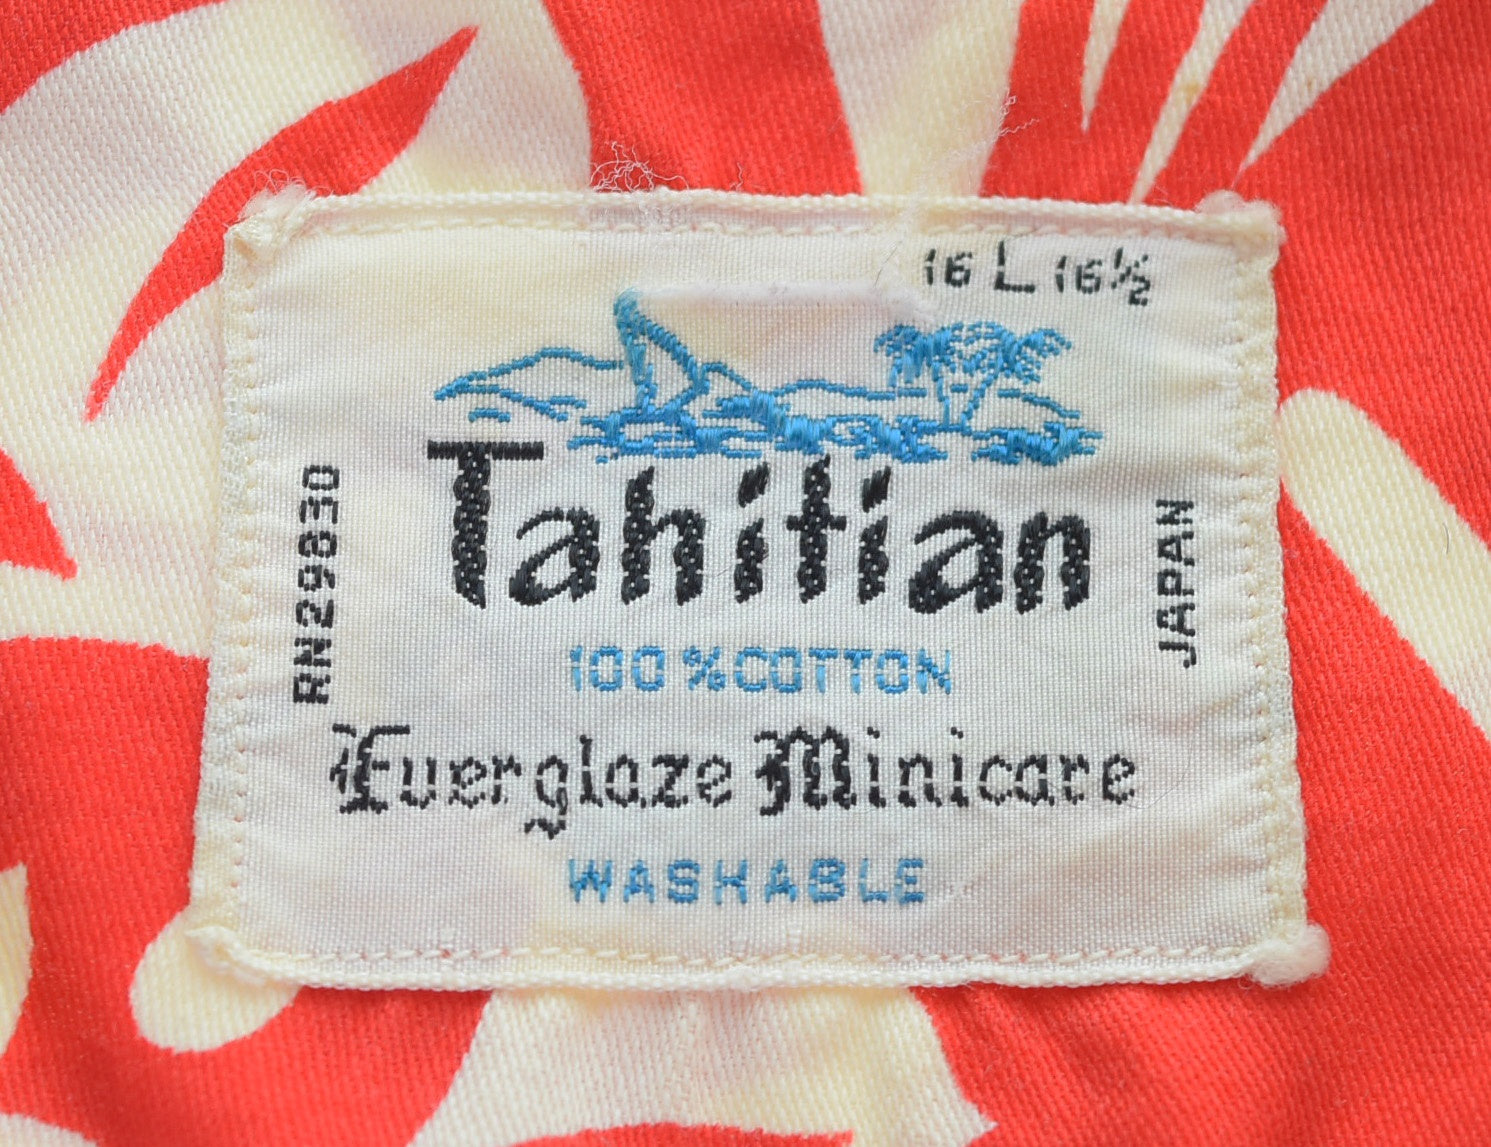 16 L 16½
Tahitian
RN29830
JAPAN
100% COTTON
Everglaze Minicare
WASHABLE